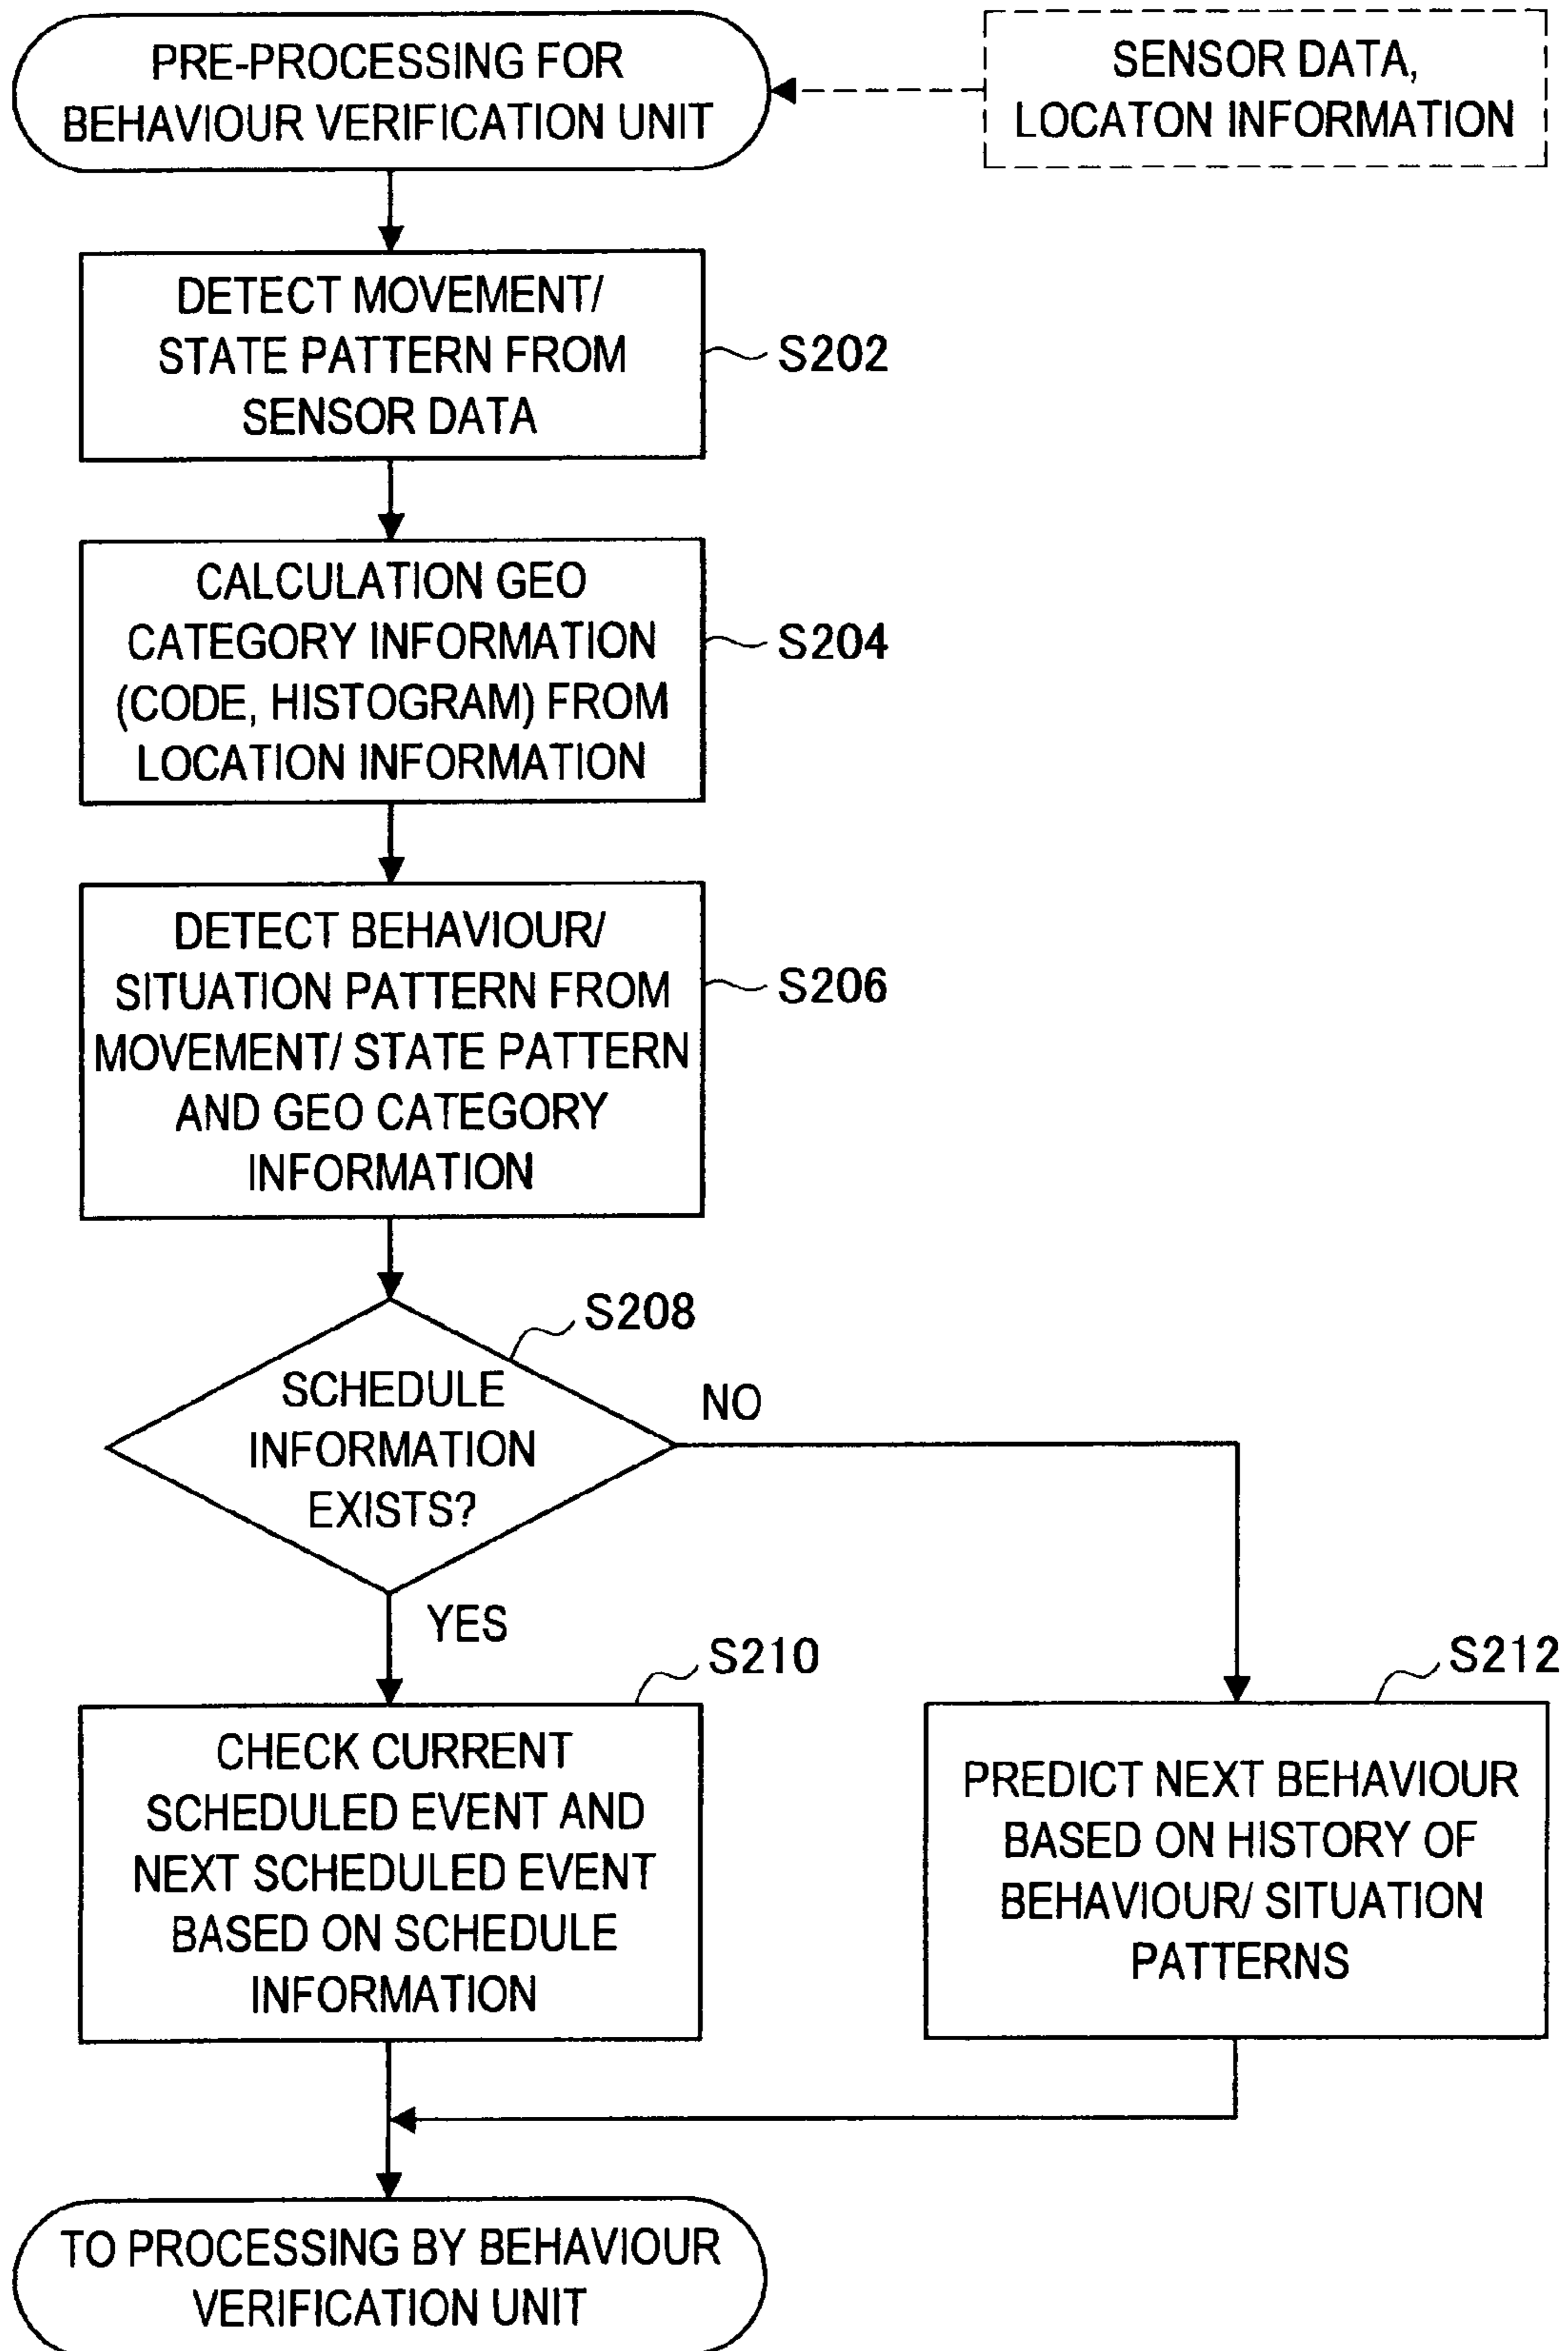 PRE-PROCESSING FOR
BEHAVIOUR VERIFICATION UNIT
SENSOR DATA,
LOCATON INFORMATION
DETECT MOVEMENT/
STATE PATTERN FROM
SENSOR DATA
S202
CALCULATION GEO
CATEGORY INFORMATION
(CODE, HISTOGRAM) FROM
LOCATION INFORMATION
S204
DETECT BEHAVIOUR/
SITUATION PATTERN FROM
MOVEMENT/ STATE PATTERN
AND GEO CATEGORY
INFORMATION
S206
S208
SCHEDULE
INFORMATION
EXISTS?
NO
YES
S210
CHECK CURRENT
SCHEDULED EVENT AND
NEXT SCHEDULED EVENT
BASED ON SCHEDULE
INFORMATION
S212
PREDICT NEXT BEHAVIOUR
BASED ON HISTORY OF
BEHAVIOUR/ SITUATION
PATTERNS
TO PROCESSING BY BEHAVIOUR
VERIFICATION UNIT